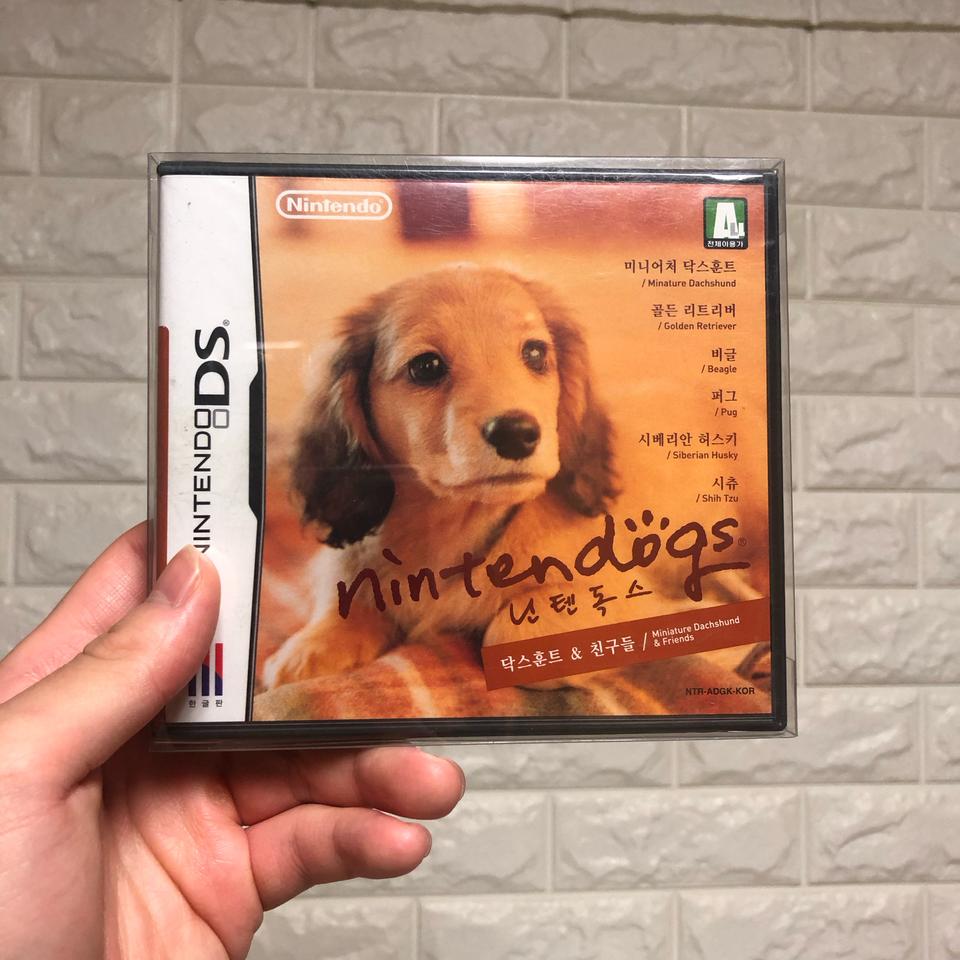 Nintendo®
NINTENDO DS®
한글판
ALL
전체이용가
미니어처 닥스훈트
/ Minature Dachshund
골든 리트리버
/ Golden Retriever
비글
/ Beagle
퍼그
/ Pug
시베리안 허스키
/ Siberian Husky
시츄
/ Shih Tzu
nintendögs®
닌텐독스
닥스훈트 & 친구들 / Miniature Dachshund
& Friends
NTR-ADGK-KOR